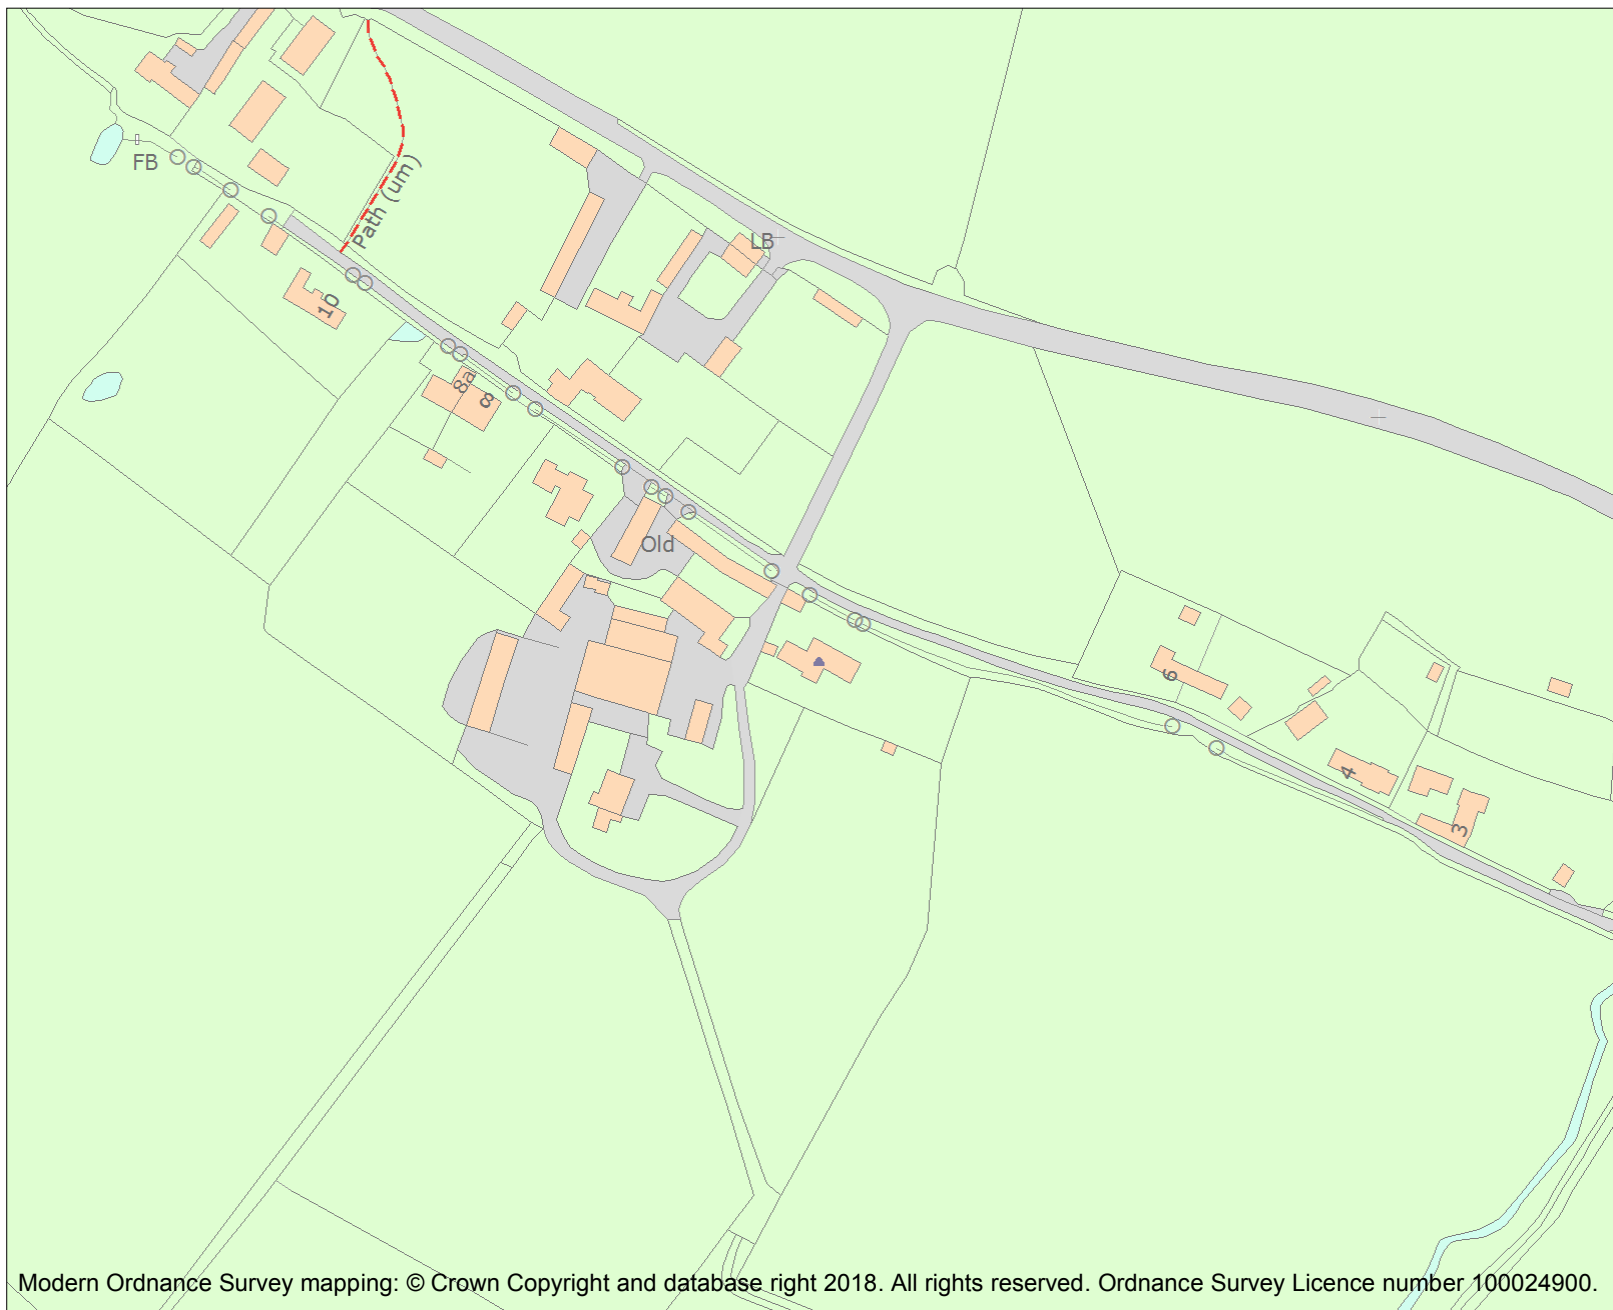 FB
Path (um)
LB
10
8a
8
Old
6
4
3
Modern Ordnance Survey mapping: © Crown Copyright and database right 2018. All rights reserved. Ordnance Survey Licence number 100024900.